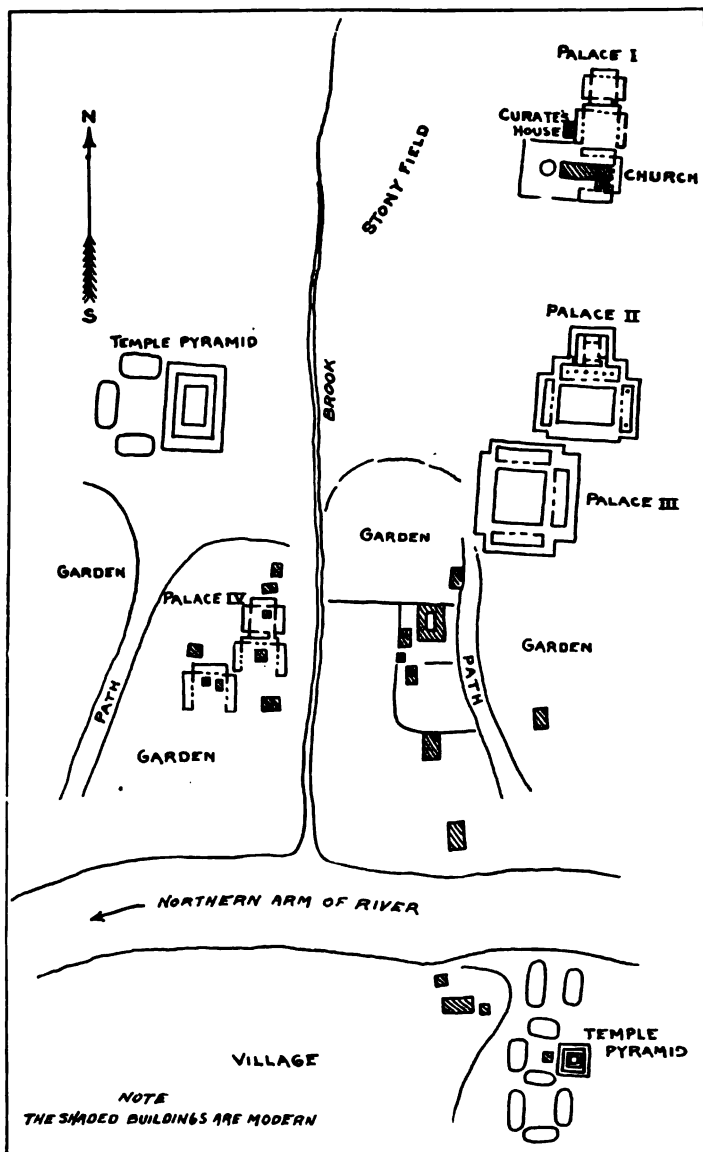 PALACE I
CURATE'S
HOUSE
CHURCH
N
S
STONY FIELD
PALACE II
TEMPLE PYRAMID
BROOK
PALACE III
GARDEN
GARDEN
PALACE IV
GARDEN
PATH
PATH
GARDEN
NORTHERN ARM OF RIVER
TEMPLE
PYRAMID
VILLAGE
NOTE
THE SHADED BUILDINGS ARE MODERN